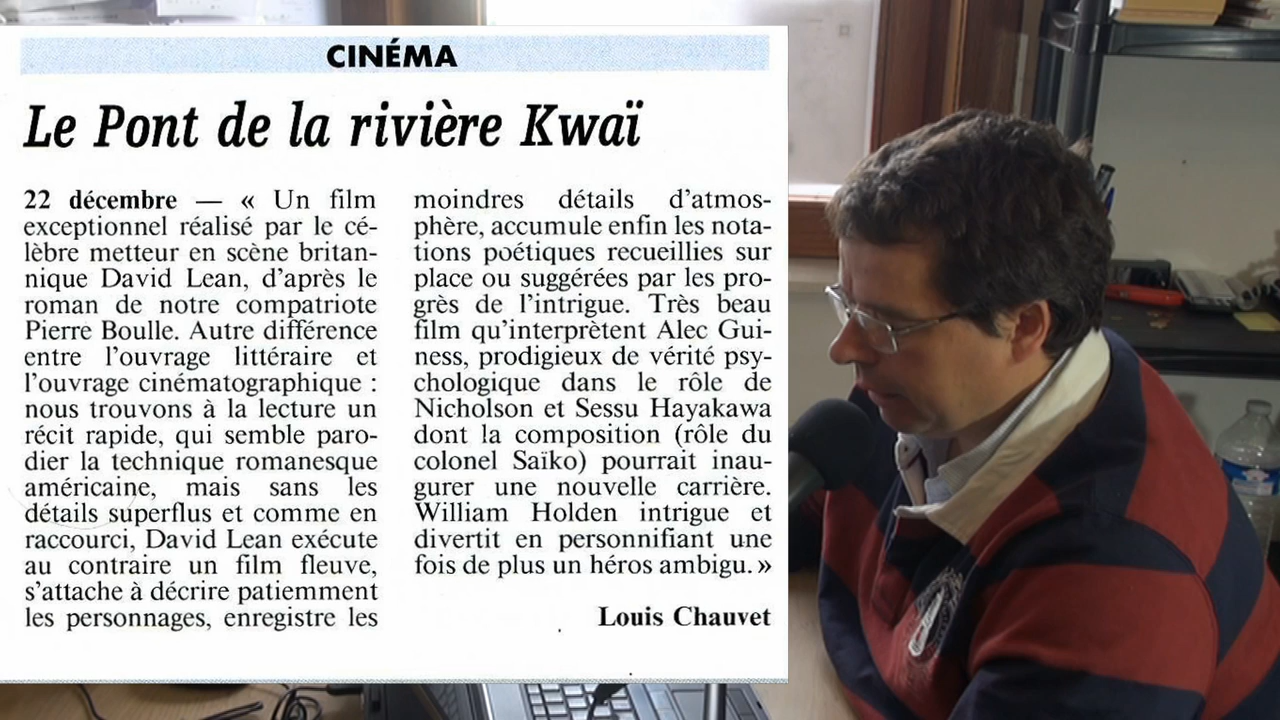 CINÉMA
Le Pont de la rivière Kwaï
22 décembre — « Un film
exceptionnel réalisé par le cé-
lèbre metteur en scène britan-
nique David Lean, d'après le
roman de notre compatriote
Pierre Boulle. Autre différence
entre l'ouvrage littéraire et
l'ouvrage cinématographique :
nous trouvons à la lecture un
récit rapide, qui semble paro-
dier la technique romanesque
américaine, mais sans les
détails superflus et comme en
raccourci, David Lean exécute
au contraire un film fleuve,
s'attache à décrire patiemment
les personnages, enregistre les
moindres détails d'atmos-
phère, accumule enfin les nota-
tions poétiques recueillies sur
place ou suggérées par les pro-
grès de l'intrigue. Très beau
film qu'interprètent Alec Gui-
ness, prodigieux de vérité psy-
chologique dans le rôle de
Nicholson et Sessu Hayakawa
dont la composition (rôle du
colonel Saïko) pourrait inau-
gurer une nouvelle carrière.
William Holden intrigue et
divertit en personnifiant une
fois de plus un héros ambigu. »
Louis Chauvet